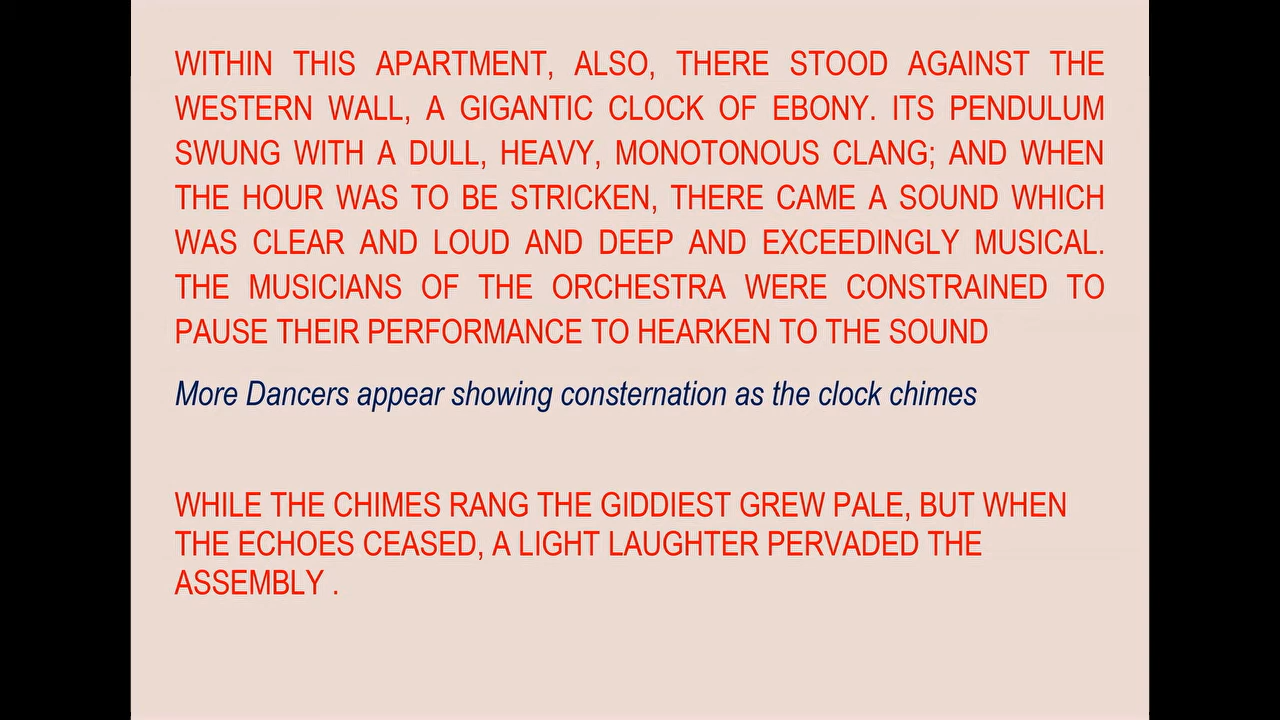 WITHIN THIS APARTMENT, ALSO, THERE STOOD AGAINST THE
WESTERN WALL, A GIGANTIC CLOCK OF EBONY. ITS PENDULUM
SWUNG WITH A DULL, HEAVY, MONOTONOUS CLANG; AND WHEN
THE HOUR WAS TO BE STRICKEN, THERE CAME A SOUND WHICH
WAS CLEAR AND LOUD AND DEEP AND EXCEEDINGLY MUSICAL.
THE MUSICIANS OF THE ORCHESTRA WERE CONSTRAINED TO
PAUSE THEIR PERFORMANCE TO HEARKEN TO THE SOUND
More Dancers appear showing consternation as the clock chimes
WHILE THE CHIMES RANG THE GIDDIEST GREW PALE, BUT WHEN
THE ECHOES CEASED, A LIGHT LAUGHTER PERVADED THE
ASSEMBLY .